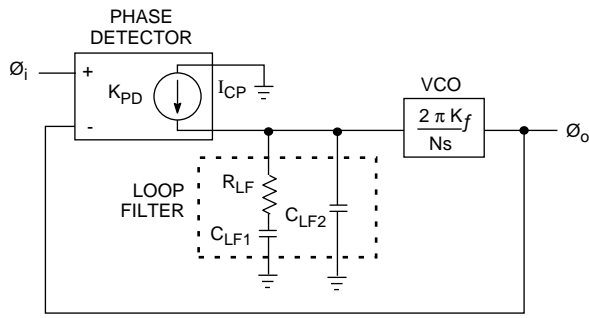 PHASE
DETECTOR
Øi
+
KPD
ICP
-
VCO
2 π Kf
Ns
Øo
LOOP
FILTER
RLF
CLF1
CLF2